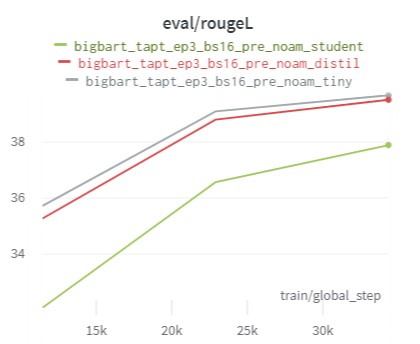 eval/rougeL
bigbart_tapt_ep3_bs16_pre_noam_student
bigbart_tapt_ep3_bs16_pre_noam_distil
bigbart_tapt_ep3_bs16_pre_noam_tiny
38
36
34
train/global_step
15k 20k 25k 30k